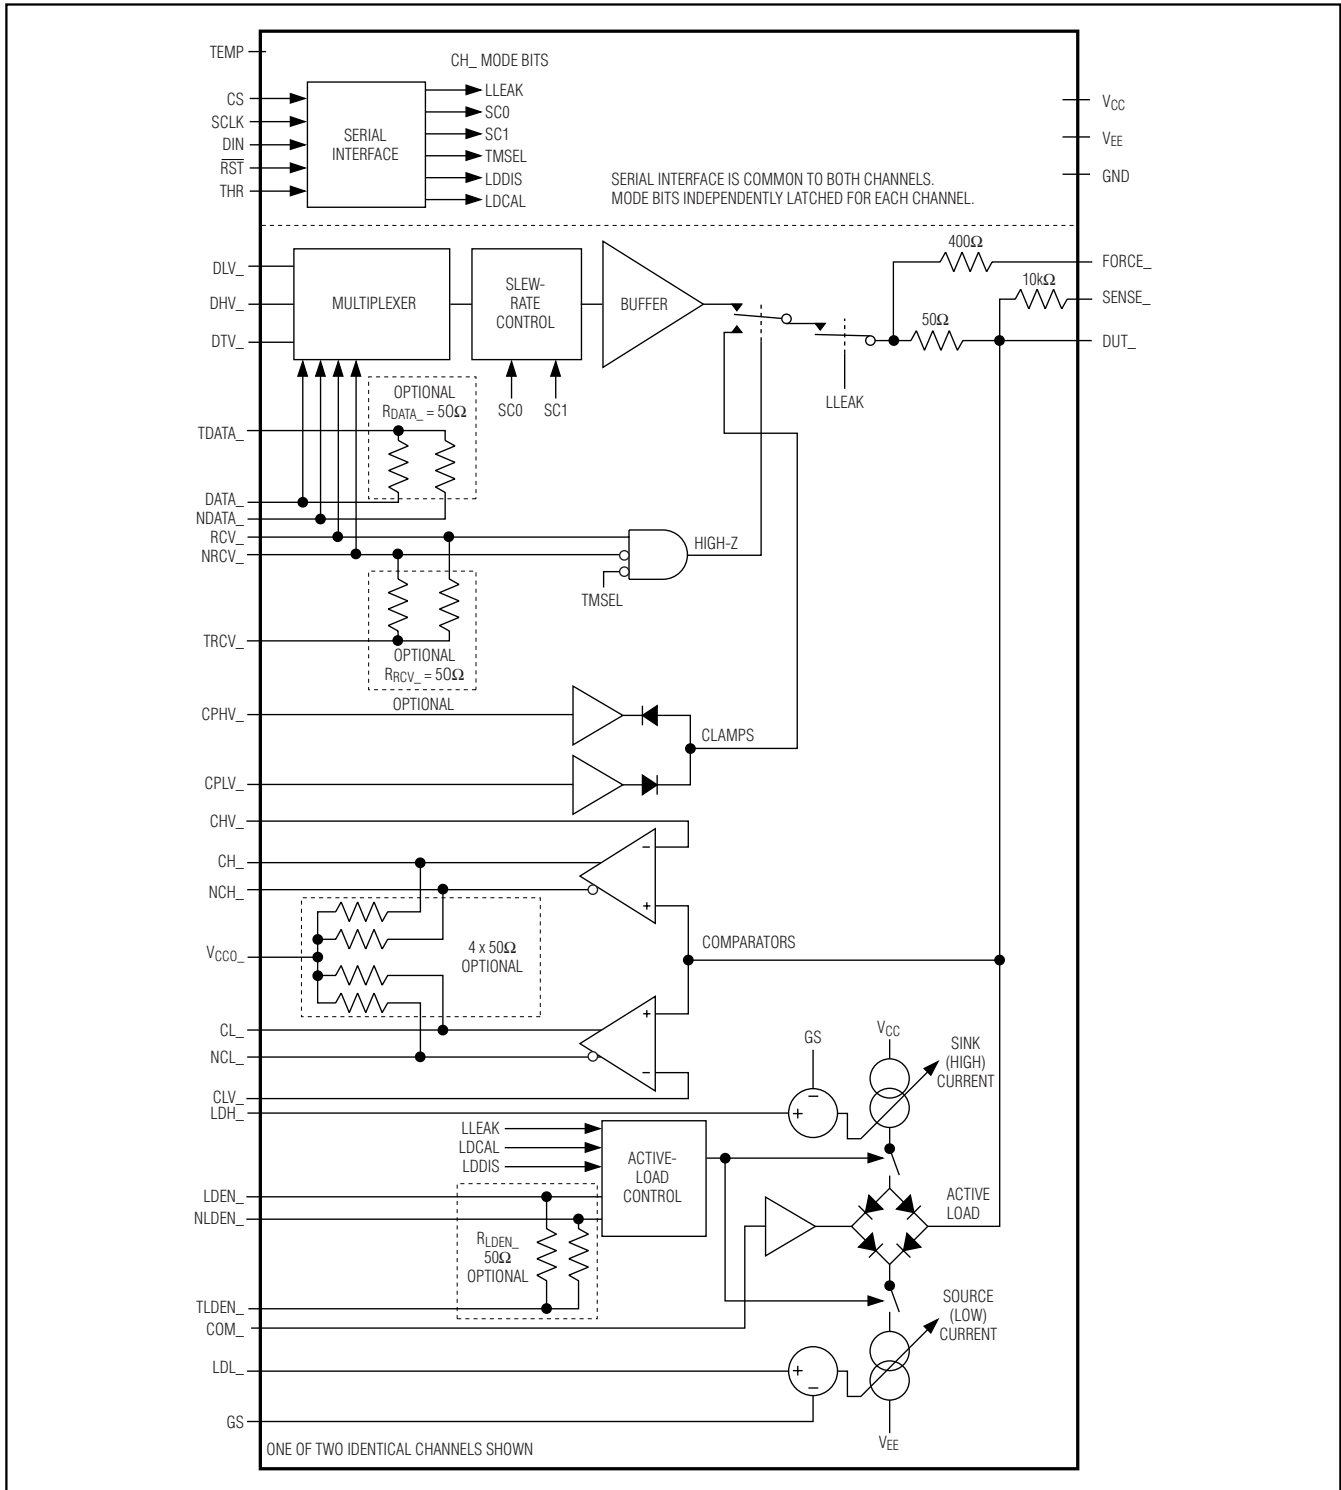 TEMP
CS
SCLK
DIN
RST
THR
SERIAL
INTERFACE
CH_ MODE BITS
LLEAK
SC0
SC1
TMSEL
LDDIS
LDCAL
SERIAL INTERFACE IS COMMON TO BOTH CHANNELS.
MODE BITS INDEPENDENTLY LATCHED FOR EACH CHANNEL.
VCC
VEE
GND
DLV_
DHV_
DTV_
MULTIPLEXER
SLEW-
RATE
CONTROL
BUFFER
SC0
SC1
LLEAK
400Ω
10kΩ
50Ω
FORCE_
SENSE_
DUT_
OPTIONAL
RDATA_ = 50Ω
TDATA_
DATA_
NDATA_
RCV_
NRCV_
HIGH-Z
TMSEL
TRCV_
OPTIONAL
RRCV_ = 50Ω
OPTIONAL
CPHV_
CLAMPS
CPLV_
CHV_
CH_
NCH_
−
+
VCCO_
4 x 50Ω
OPTIONAL
COMPARATORS
CL_
NCL_
+
−
CLV_
LDH_
GS
−
+
VCC
SINK
(HIGH)
CURRENT
LLEAK
LDCAL
LDDIS
ACTIVE-
LOAD
CONTROL
LDEN_
NLDEN_
RLDEN_
50Ω
OPTIONAL
ACTIVE
LOAD
TLDEN_
COM_
SOURCE
(LOW)
CURRENT
LDL_
+
−
GS
VEE
ONE OF TWO IDENTICAL CHANNELS SHOWN